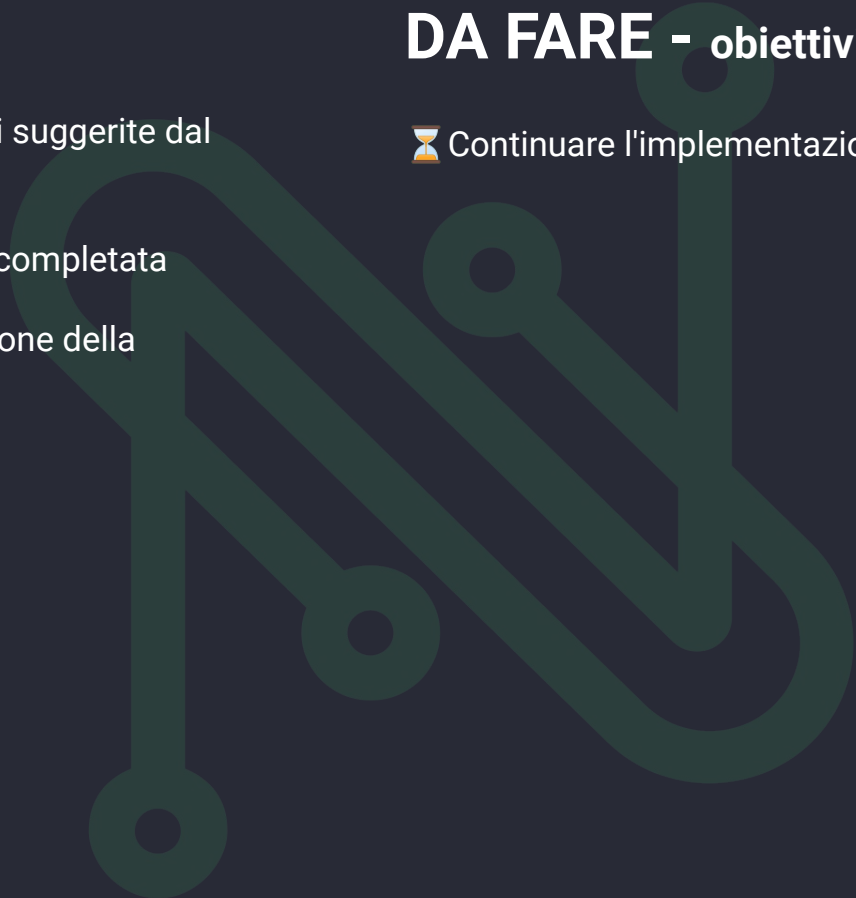 DA FARE - obiettiv
i suggerite dal
⏳Continuare l'implementazio
completata
one della